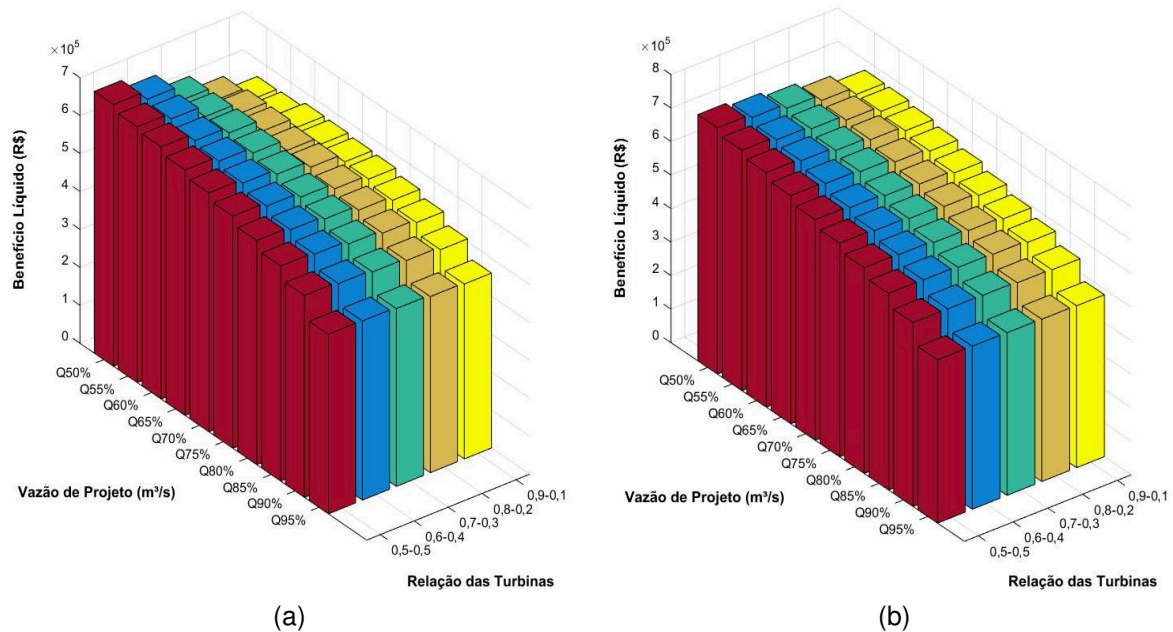 ×10⁵
7
6
5
4
3
2
1
0
Benefício Líquido (R$)
Q50%
Q55%
Q60%
Q65%
Q70%
Q75%
Q80%
Q85%
Q90%
Q95%
Vazão de Projeto (m³/s)
0,9-0,1
0,8-0,2
0,7-0,3
0,6-0,4
0,5-0,5
Relação das Turbinas
(a)
×10⁵
8
7
6
5
4
3
2
1
0
Benefício Líquido (R$)
Q50%
Q55%
Q60%
Q65%
Q70%
Q75%
Q80%
Q85%
Q90%
Q95%
Vazão de Projeto (m³/s)
0,9-0,1
0,8-0,2
0,7-0,3
0,6-0,4
0,5-0,5
Relação das Turbinas
(b)